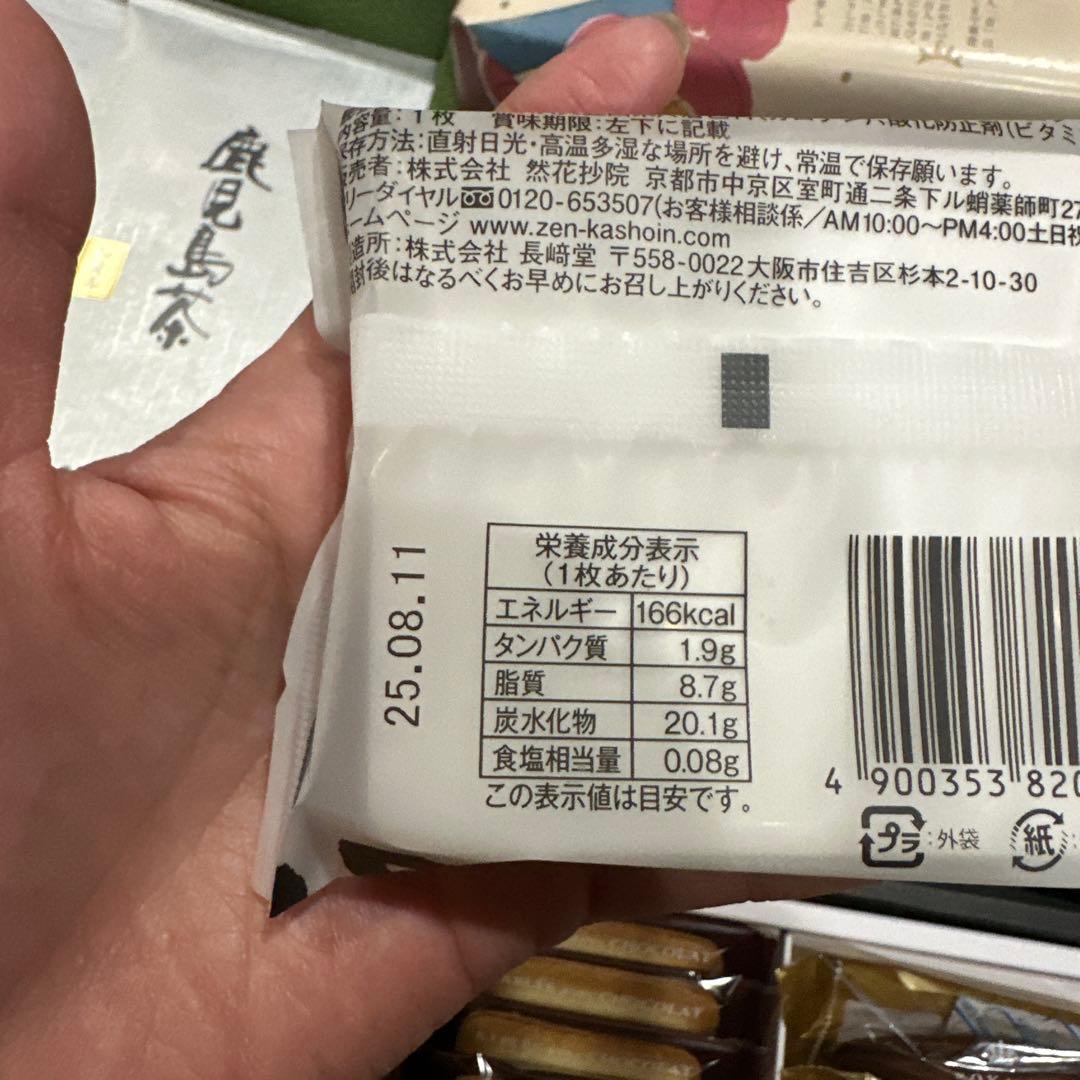 内容量：1枚 賞味期限：左下に記載
酸化防止剤(ビタミ
保存方法：直射日光・高温多湿な場所を避け、常温で保存願います。
販売者：株式会社 然花抄院 京都市中京区室町通二条下ル蛸薬師町27
リーダイヤル 0120-653507(お客様相談係／AM10:00〜PM4:00土日祝
ームページ www.zen-kashoin.com
造所：株式会社 長﨑堂 〒558-0022大阪市住吉区杉本2-10-30
封後はなるべくお早めにお召し上がりください。
鹿児島茶
25.08.11
栄養成分表示
(1枚あたり)
エネルギー 166kcal
タンパク質 1.9g
脂質 8.7g
炭水化物 20.1g
食塩相当量 0.08g
この表示値は目安です。
4 900353 820
プラ：外袋 紙：
CHOCOLAT
CHOCOLAT